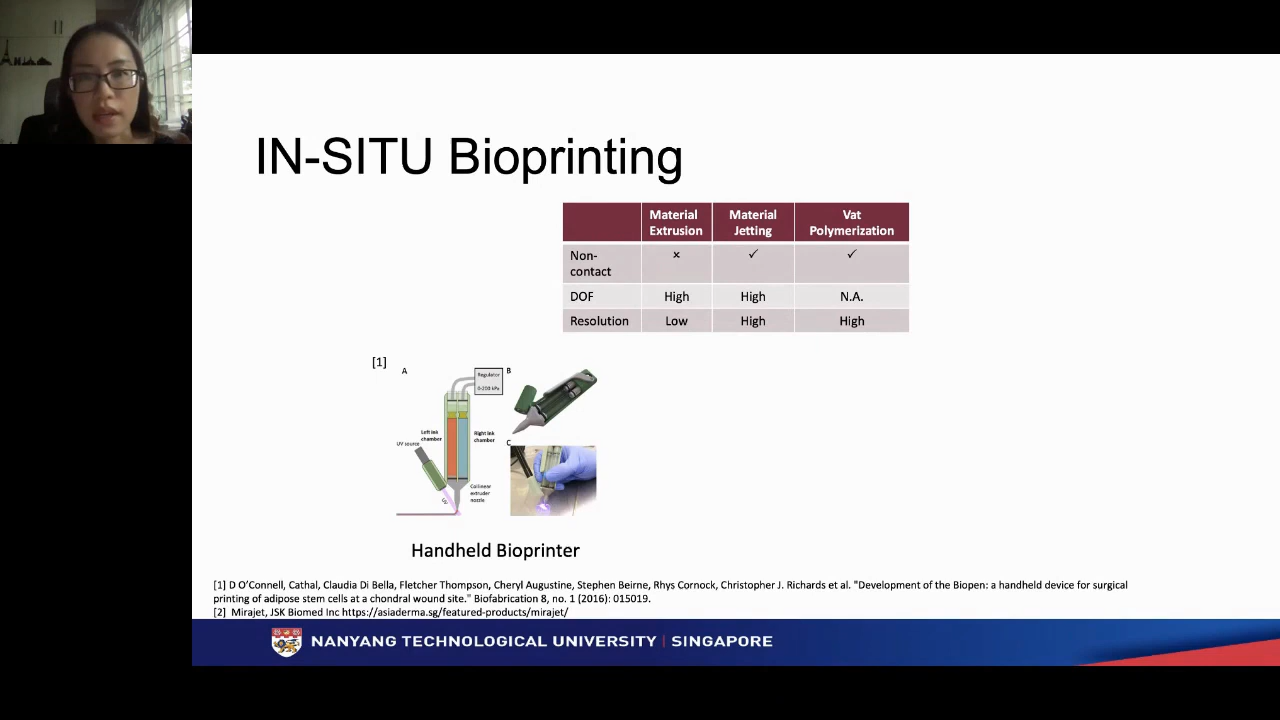 IN-SITU Bioprinting
Material Extrusion Material Jetting Vat Polymerization
Non-contact × ✓ ✓
DOF High High N.A.
Resolution Low High High
[1]
A
Regulator
0-200 kPa
B
Left ink chamber
Right ink chamber
UV source
C
UV
Collinear extruder nozzle
Handheld Bioprinter
[1] D O’Connell, Cathal, Claudia Di Bella, Fletcher Thompson, Cheryl Augustine, Stephen Beirne, Rhys Cornock, Christopher J. Richards et al. "Development of the Biopen: a handheld device for surgical
printing of adipose stem cells at a chondral wound site." Biofabrication 8, no. 1 (2016): 015019.
[2] Mirajet, JSK Biomed Inc https://asiaderma.sg/featured-products/mirajet/
NANYANG TECHNOLOGICAL UNIVERSITY | SINGAPORE